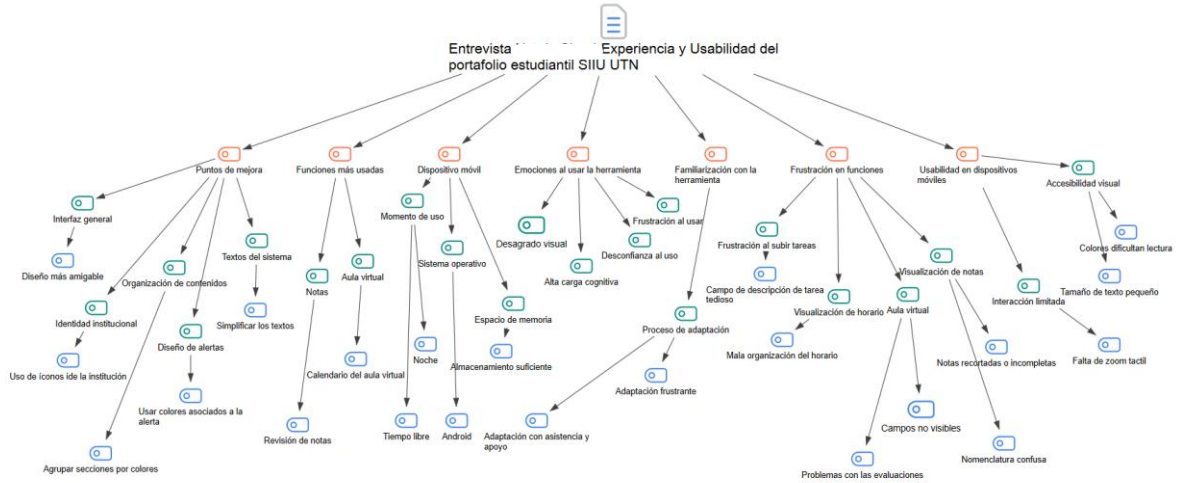 Entrevista Experiencia y Usabilidad del
portafolio estudiantil SIIU UTN
Puntos de mejora
Funciones más usadas
Dispositivo móvil
Emociones al usar la herramienta
Familiarización con la
herramienta
Frustración en funciones
Usabilidad en dispositivos
móviles
Accesibilidad visual
Interfaz general
Momento de uso
Frustración al usar
Desagrado visual
Frustración al subir tareas
Colores dificultan lectura
Textos del sistema
Desconfianza al uso
Diseño más amigable
Organización de contenidos
Notas
Aula virtual
Sistema operativo
Alta carga cognitiva
Campo de descripción de tarea
tedioso
Visualización de notas
Interacción limitada
Tamaño de texto pequeño
Identidad institucional
Simplificar los textos
Espacio de memoria
Proceso de adaptación
Visualización de horario
Aula virtual
Diseño de alertas
Uso de íconos ide la institución
Calendario del aula virtual
Noche
Almacenamiento suficiente
Adaptación frustrante
Mala organización del horario
Notas recortadas o incompletas
Falta de zoom tactil
Usar colores asociados a la
alerta
Revisión de notas
Tiempo libre
Android
Adaptación con asistencia y
apoyo
Campos no visibles
Agrupar secciones por colores
Problemas con las evaluaciones
Nomenclatura confusa